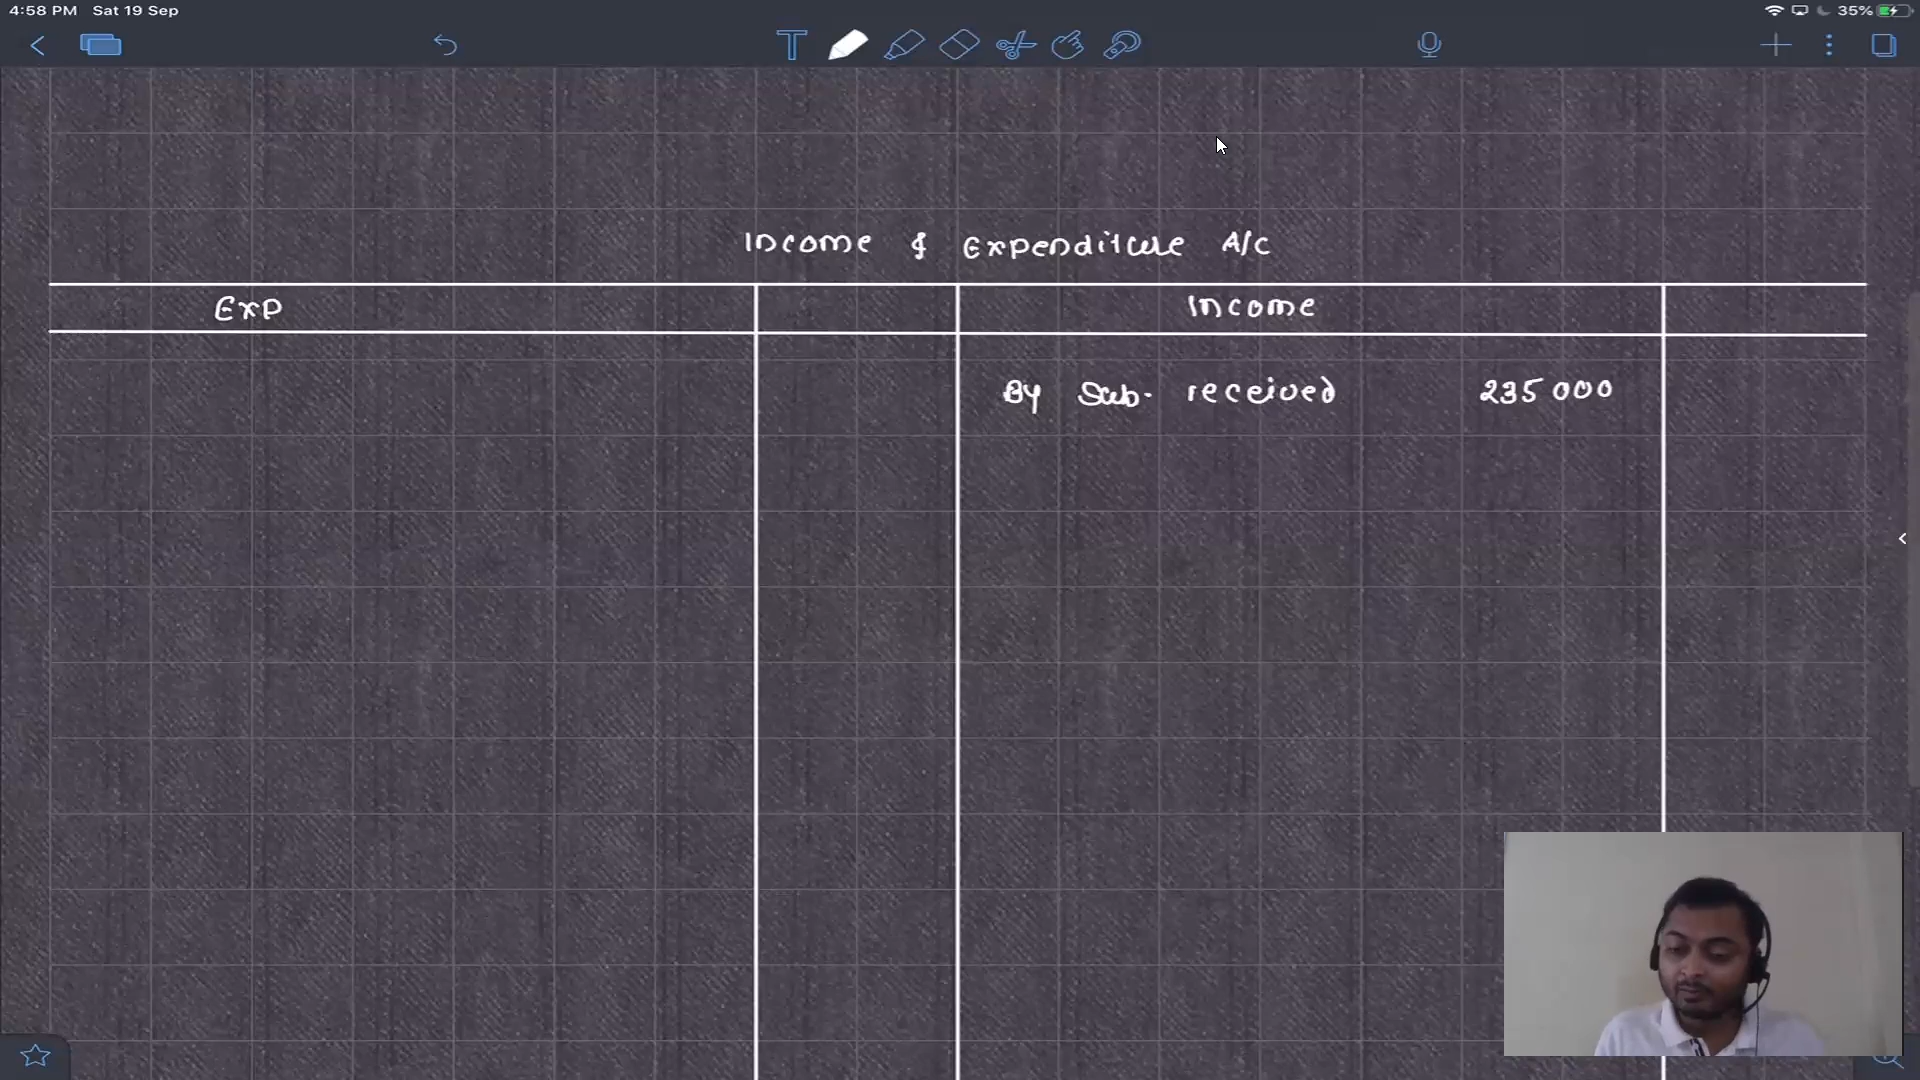 4:58 PM Sat 19 Sep
35%
T
Income & Expenditure A/C
Exp
Income
By Sub. received 235 000